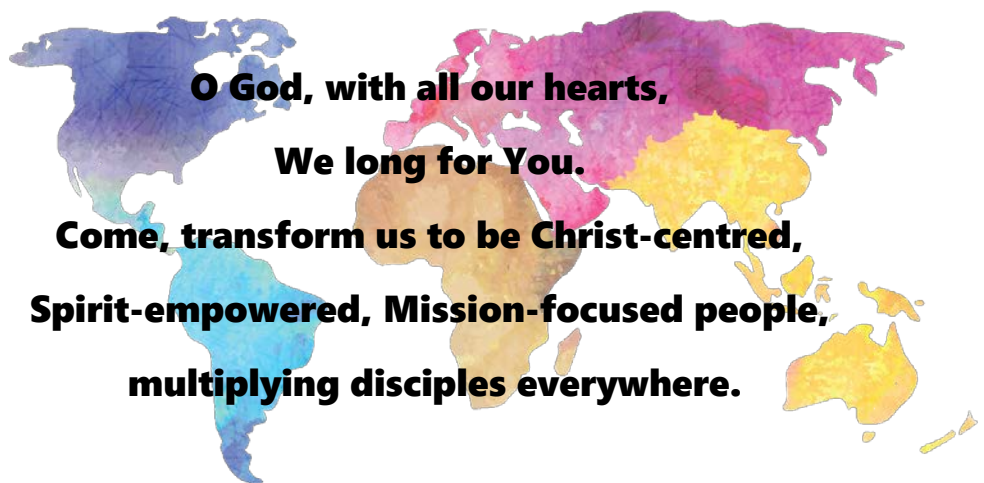 O God, with all our hearts,
We long for You.
Come, transform us to be Christ-centred,
Spirit-empowered, Mission-focused people,
multiplying disciples everywhere.